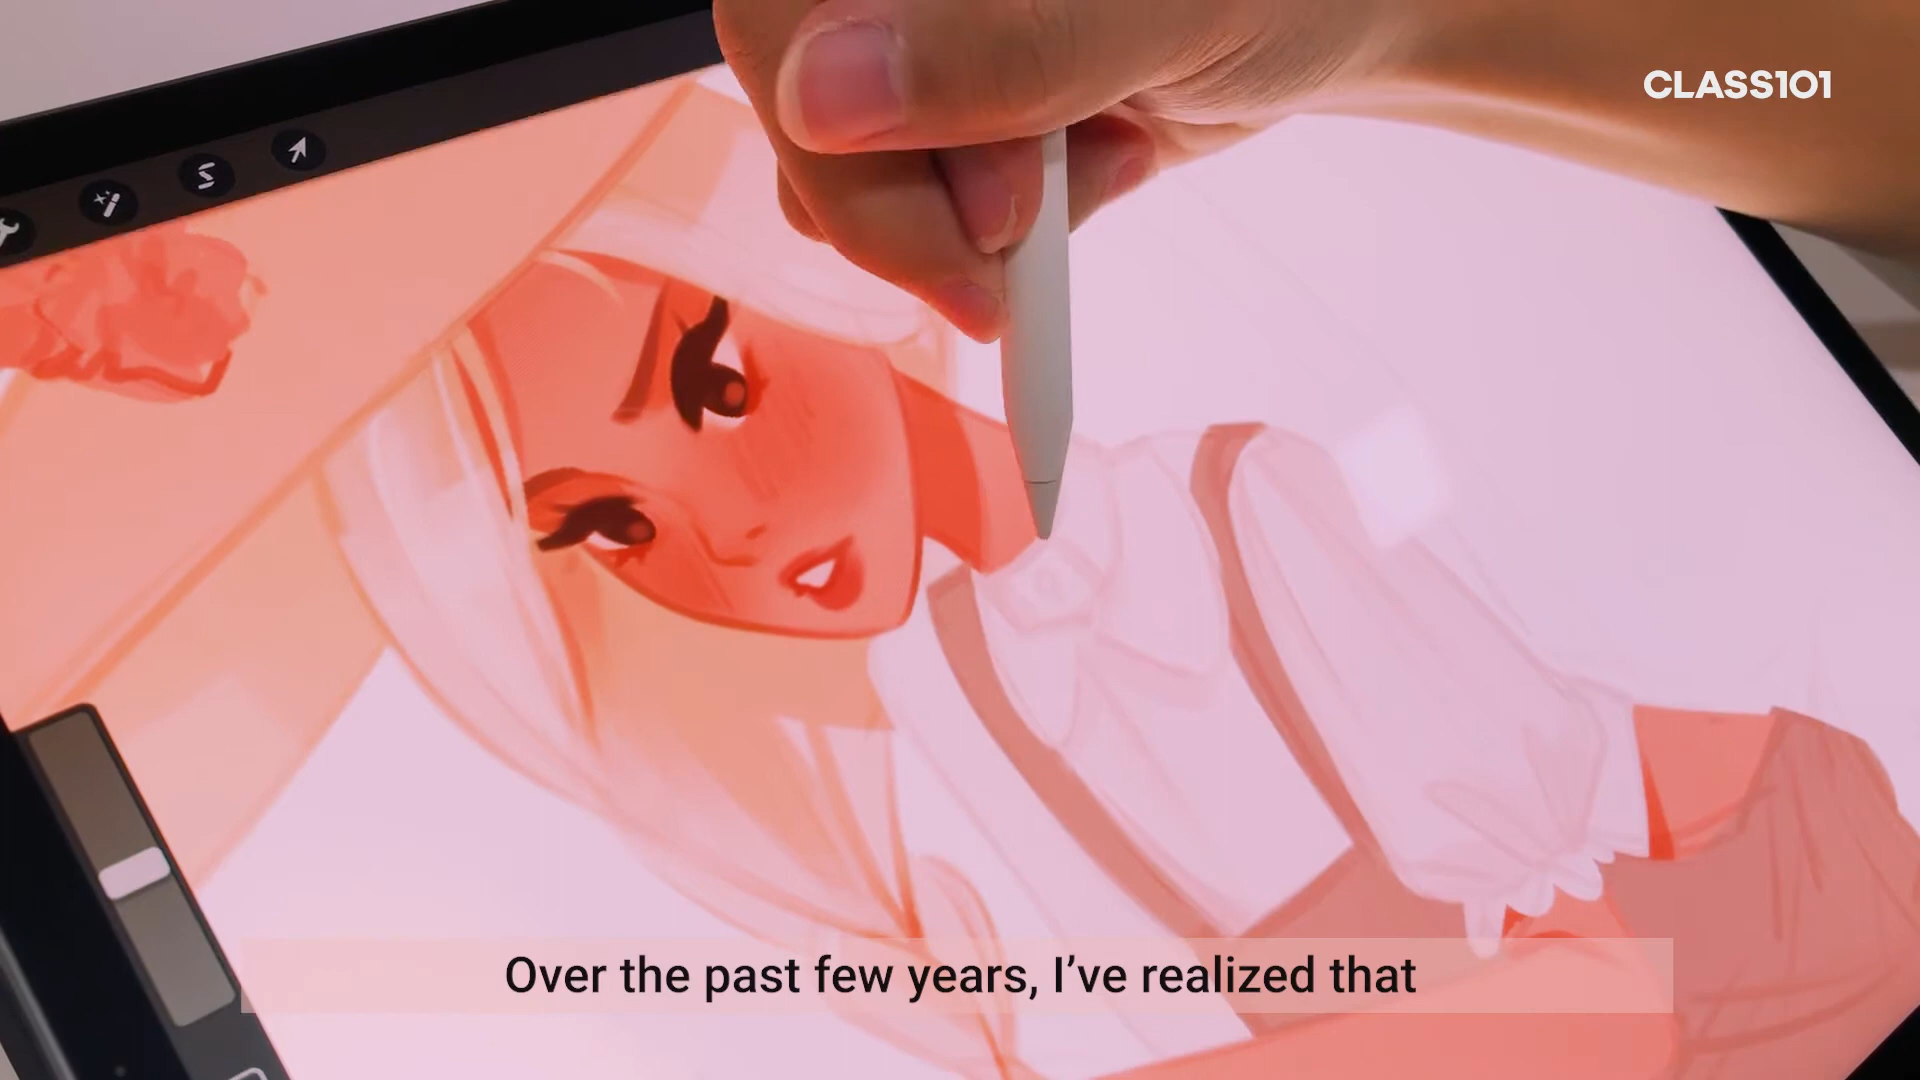 CLASS101
Over the past few years, I’ve realized that